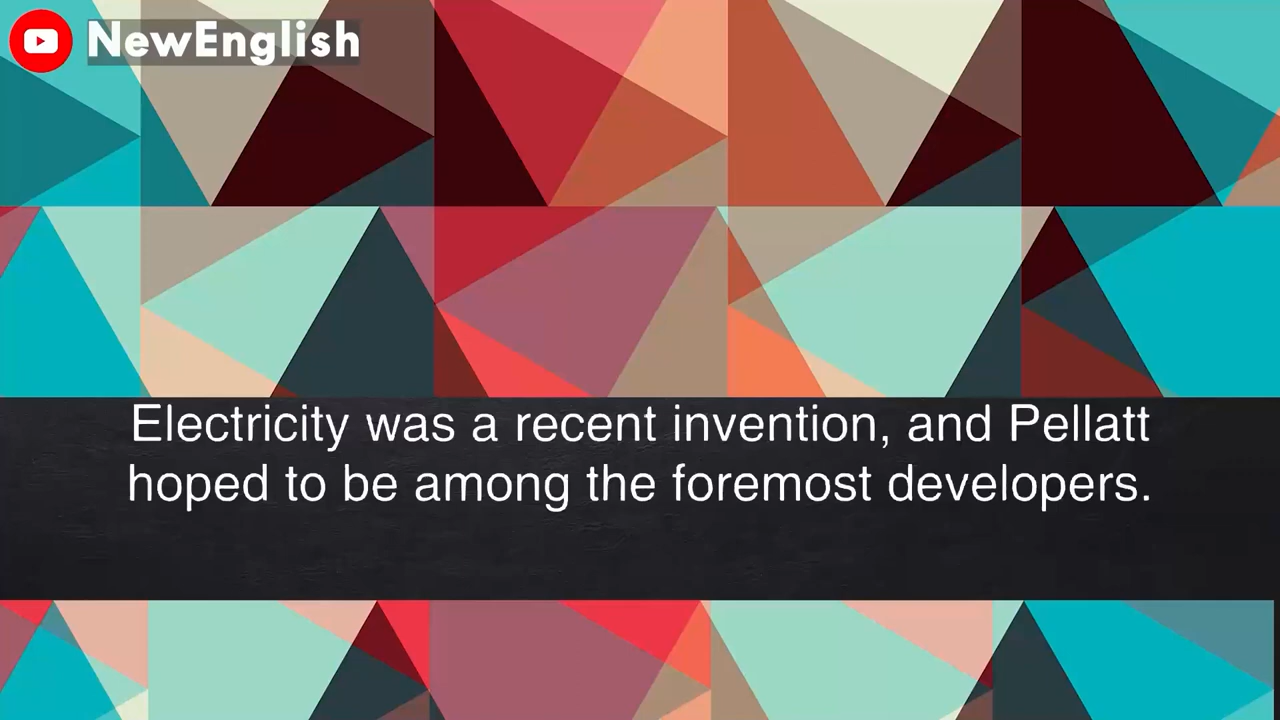 NewEnglish
Electricity was a recent invention, and Pellatt
hoped to be among the foremost developers.